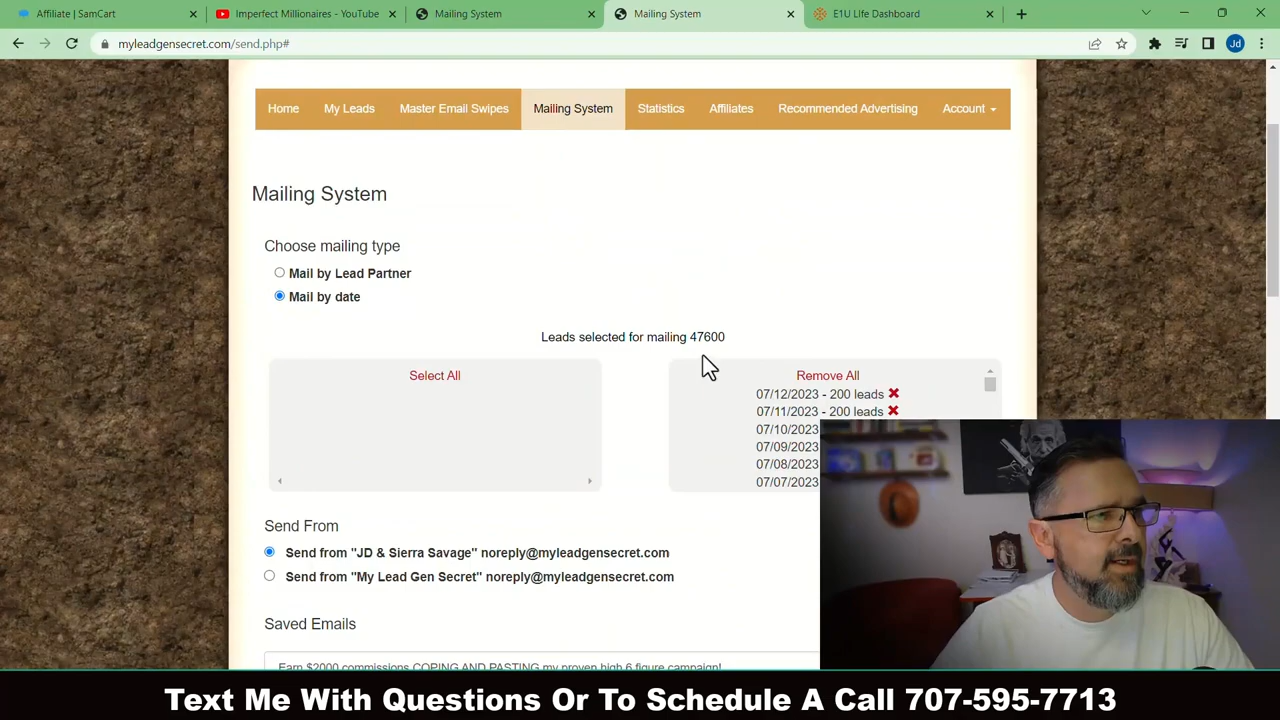 Affiliate | SamCart
Imperfect Millionaires - YouTube
Mailing System
Mailing System
E1U LIfe Dashboard
myleadgensecret.com/send.php#
Jd
Home
My Leads
Master Email Swipes
Mailing System
Statistics
Affiliates
Recommended Advertising
Account
Mailing System
Choose mailing type
Mail by Lead Partner
Mail by date
Leads selected for mailing 47600
Select All
Remove All
07/12/2023 - 200 leads
07/11/2023 - 200 leads
07/10/2023
07/09/2023
07/08/2023
07/07/2023
Send From
Send from "JD & Sierra Savage" noreply@myleadgensecret.com
Send from "My Lead Gen Secret" noreply@myleadgensecret.com
Saved Emails
Earn $2000 commissions COPING AND PASTING my proven high 6 figure campaign!
Text Me With Questions Or To Schedule A Call 707-595-7713